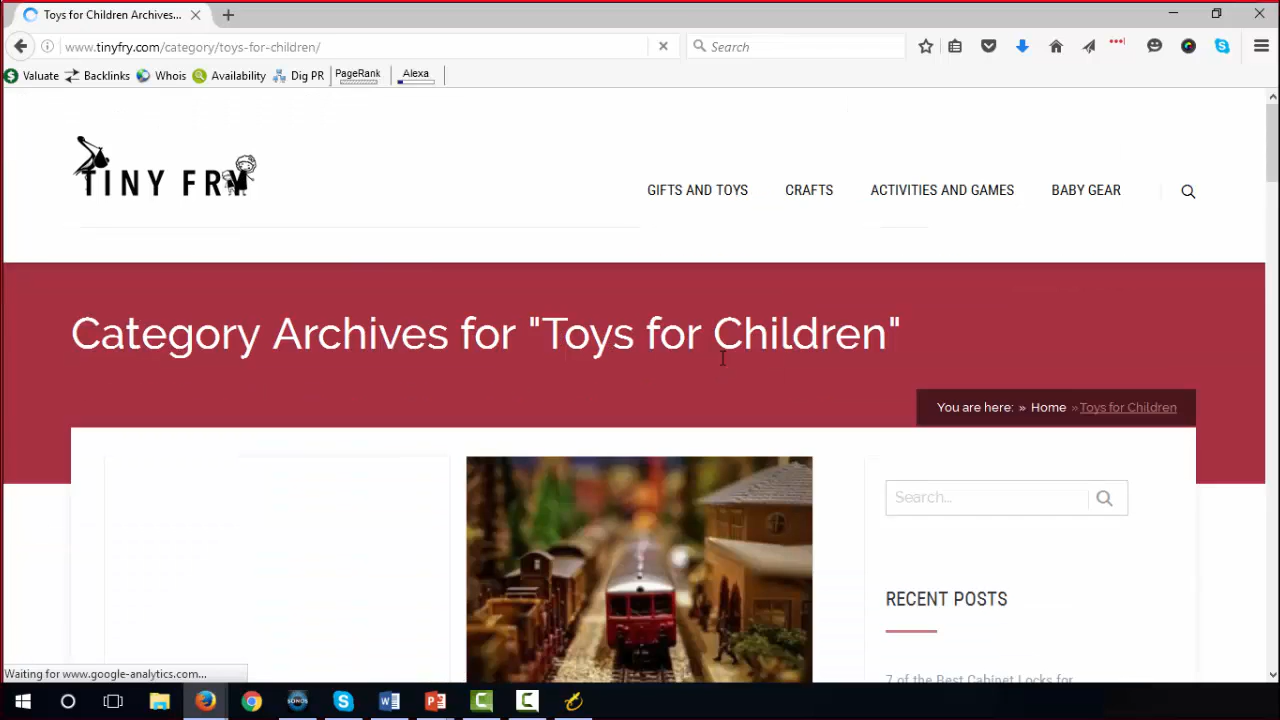 Toys for Children Archives...
www.tinyfry.com/category/toys-for-children/
Search
Valuate Backlinks Whois Availability Dig PR PageRank Alexa
TINY FRY
GIFTS AND TOYS CRAFTS ACTIVITIES AND GAMES BABY GEAR
Category Archives for "Toys for Children"
You are here: » Home » Toys for Children
Search...
RECENT POSTS
7 of the Best Cabinet Locks for
Waiting for www.google-analytics.com...
SONOS